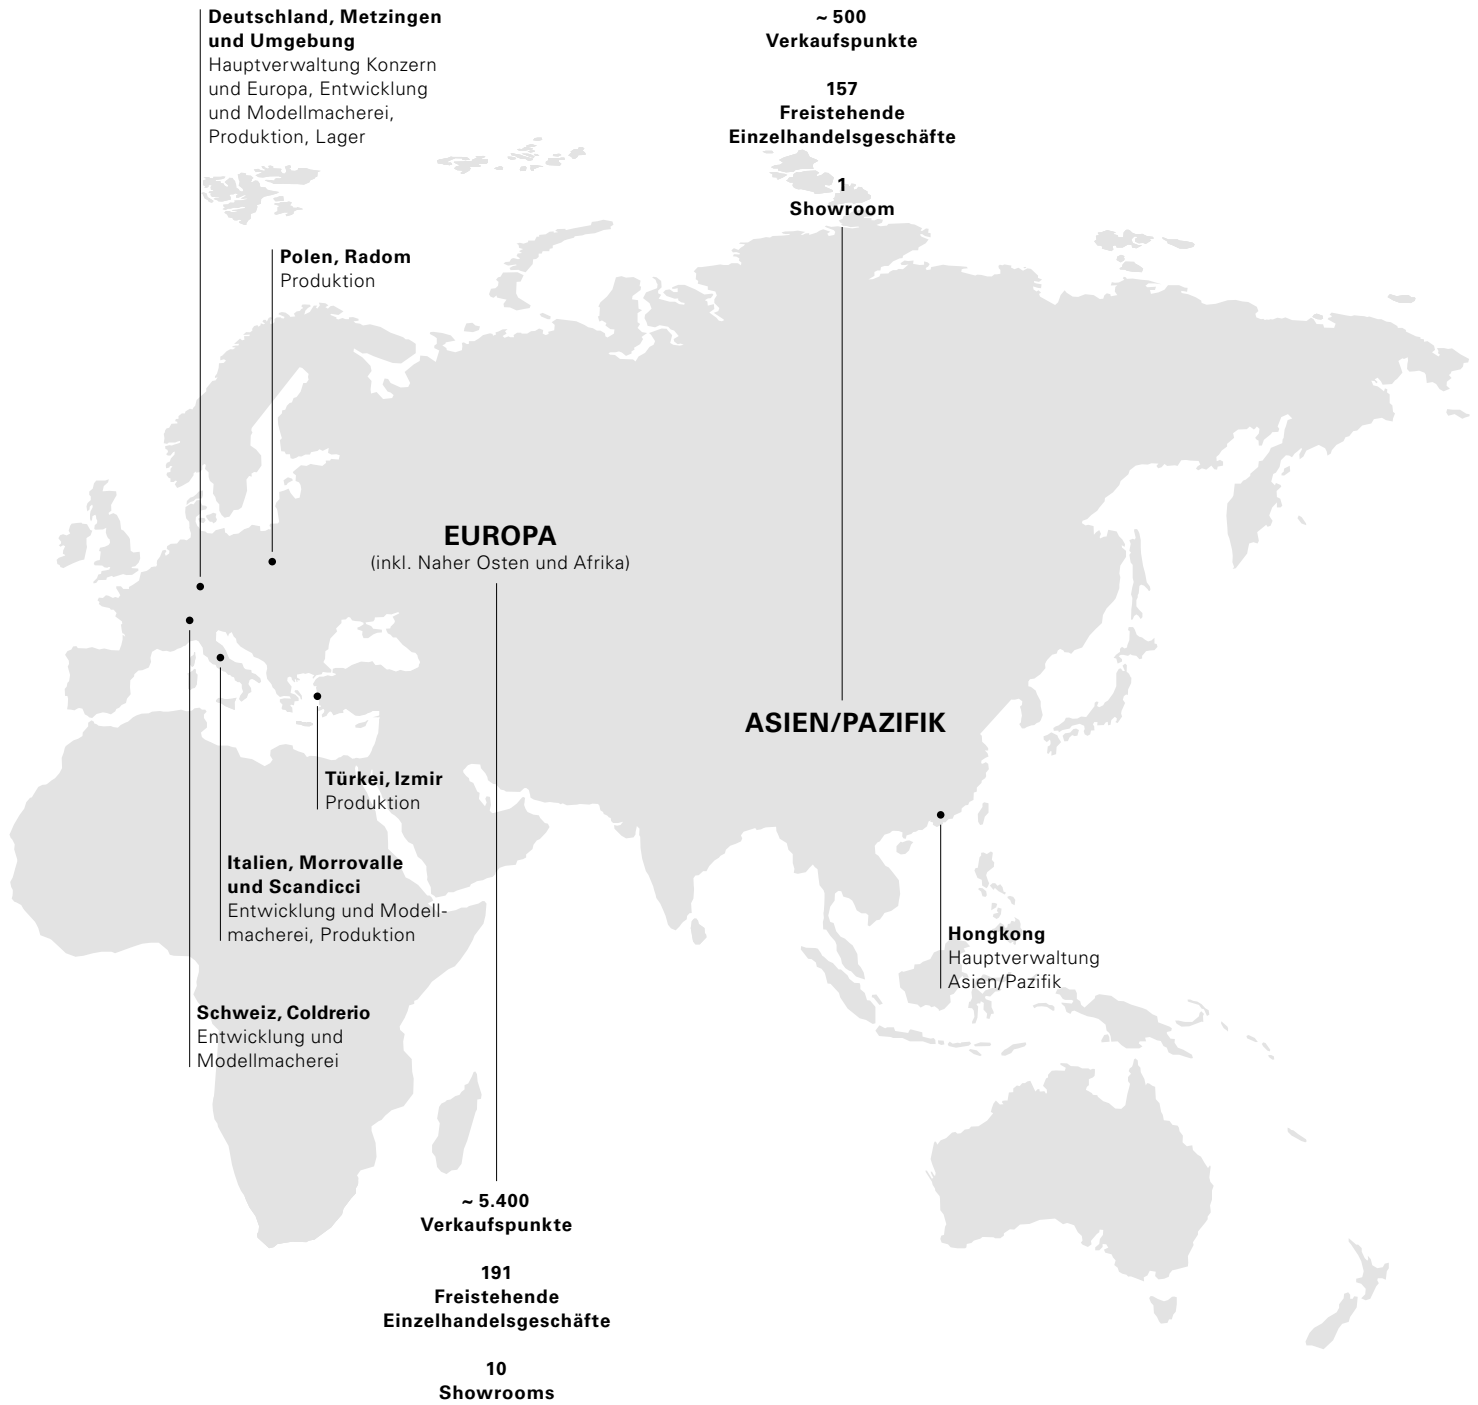 Deutschland, Metzingen
und Umgebung
Hauptverwaltung Konzern
und Europa, Entwicklung
und Modellmacherei,
Produktion, Lager
~ 500
Verkaufspunkte
157
Freistehende
Einzelhandelsgeschäfte
1
Showroom
Polen, Radom
Produktion
EUROPA
(inkl. Naher Osten und Afrika)
ASIEN/PAZIFIK
Türkei, Izmir
Produktion
Italien, Morrovalle
und Scandicci
Entwicklung und Modell-
macherei, Produktion
Hongkong
Hauptverwaltung
Asien/Pazifik
Schweiz, Coldrerio
Entwicklung und
Modellmacherei
~ 5.400
Verkaufspunkte
191
Freistehende
Einzelhandelsgeschäfte
10
Showrooms